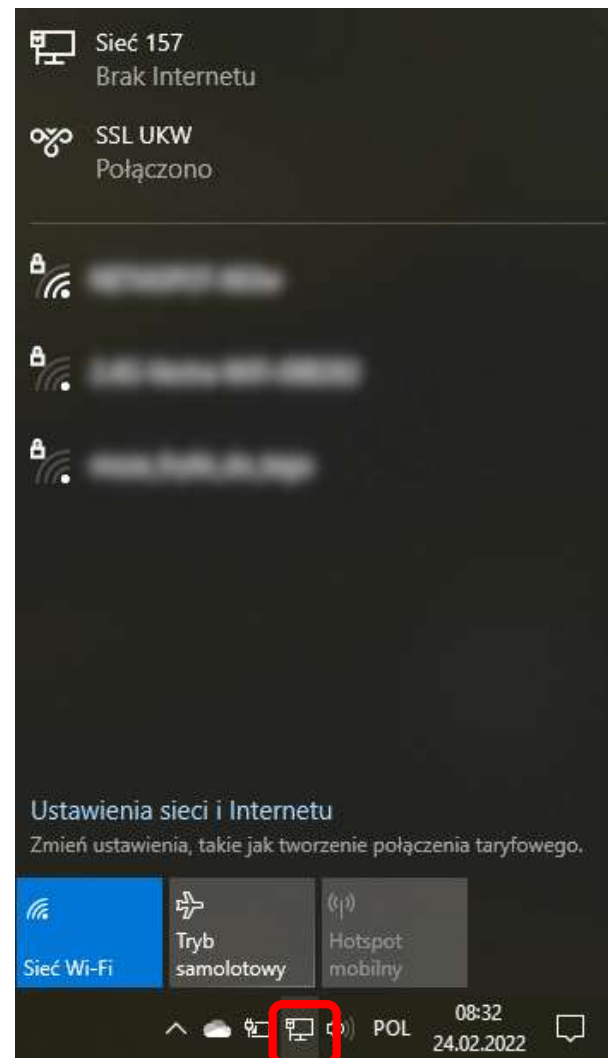 Sieć 157
Brak Internetu
SSL UKW
Połączono
Ustawienia sieci i Internetu
Zmień ustawienia, takie jak tworzenie połączenia taryfowego.
Sieć Wi-Fi
Tryb
samolotowy
Hotspot
mobilny
POL
08:32
24.02.2022